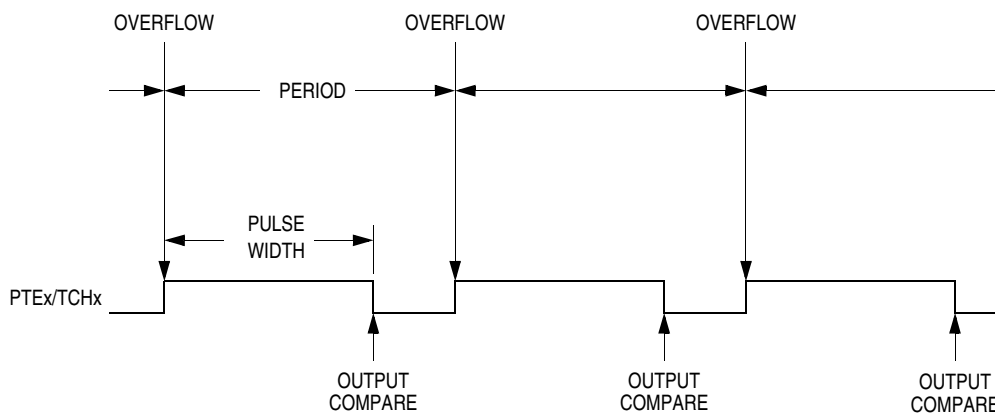 OVERFLOW OVERFLOW OVERFLOW
PERIOD
PULSE
WIDTH
PTEx/TCHx
OUTPUT
COMPARE
OUTPUT
COMPARE
OUTPUT
COMPARE